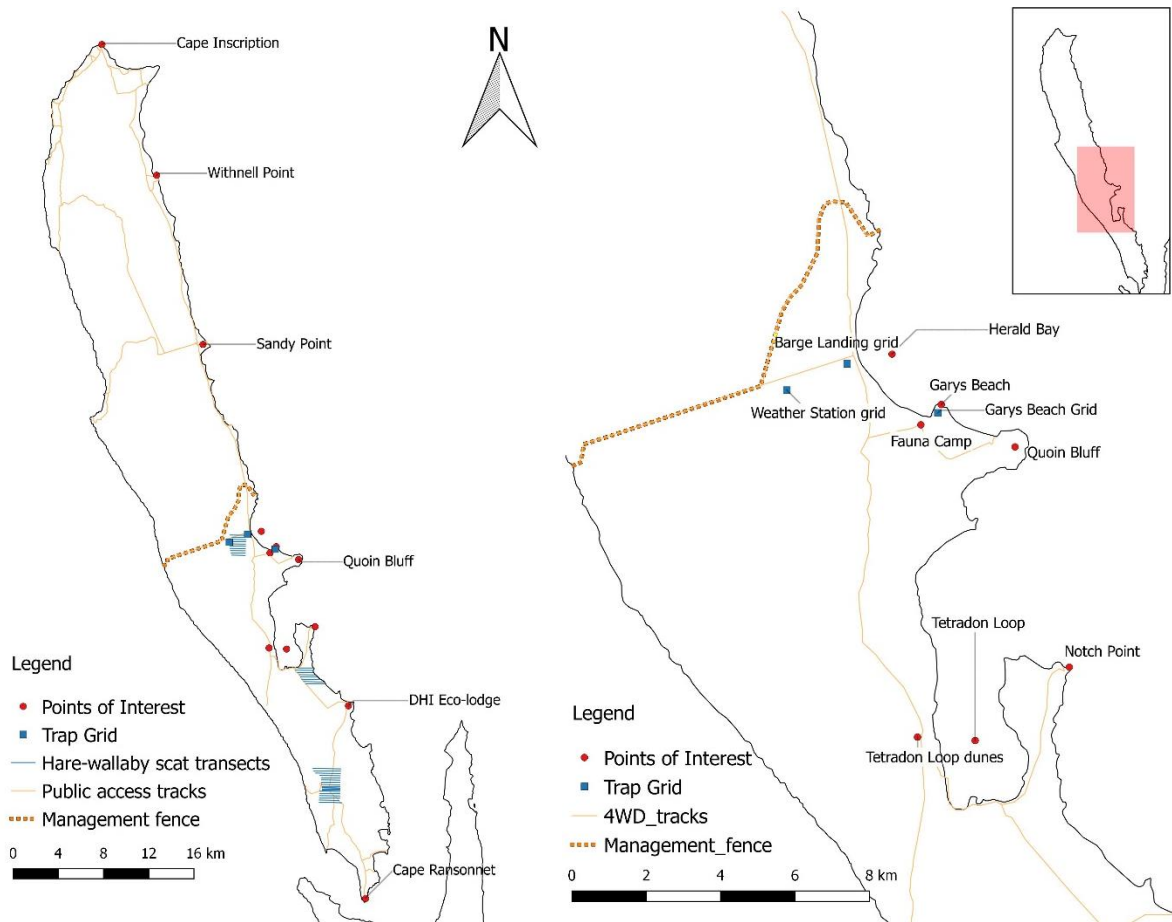 Cape Inscription
Withnell Point
Sandy Point
Quoin Bluff
DHI Eco-lodge
Cape Ransonnet
Legend
Points of Interest
Trap Grid
Hare-wallaby scat transects
Public access tracks
Management fence
0 4 8 12 16 km
N
Herald Bay
Barge Landing grid
Garys Beach
Weather Station grid
Garys Beach Grid
Fauna Camp
Quoin Bluff
Tetradon Loop
Notch Point
Tetradon Loop dunes
Legend
Points of Interest
Trap Grid
4WD_tracks
Management_fence
0 2 4 6 8 km